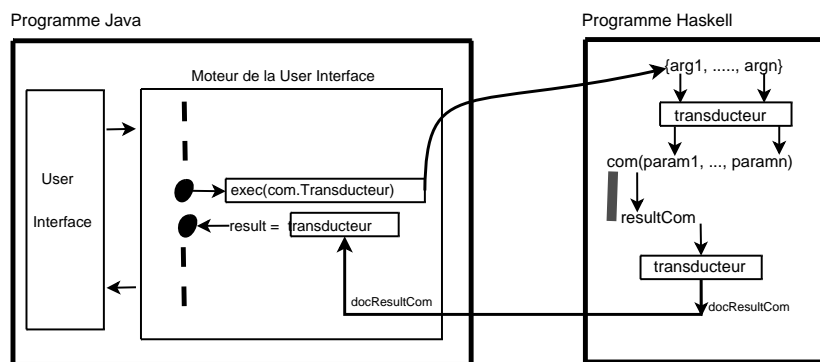 Programme Java
Programme Haskell
Moteur de la User Interface
User
Interface
exec(com.Transducteur)
result = transducteur
docResultCom
{arg1, ....., argn}
transducteur
com(param1, ..., paramn)
resultCom
transducteur
docResultCom